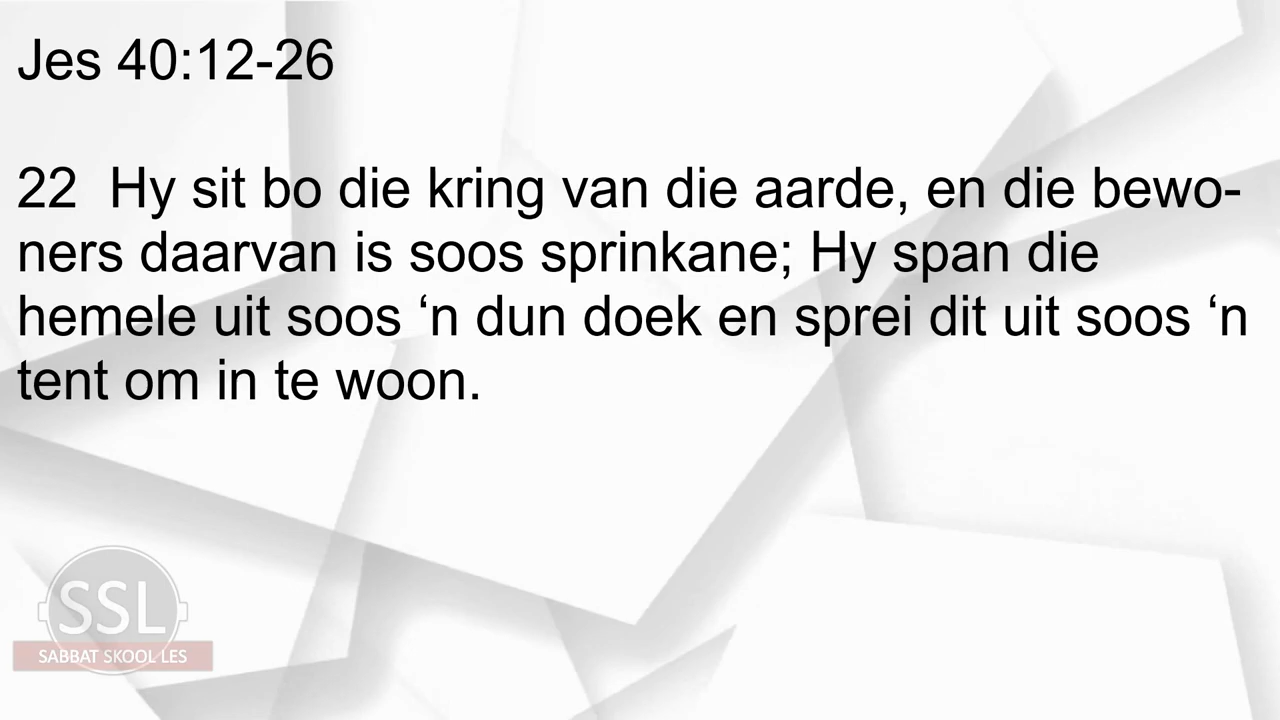 Jes 40:12-26
22  Hy sit bo die kring van die aarde, en die bewo-
ners daarvan is soos sprinkane; Hy span die
hemele uit soos ‘n dun doek en sprei dit uit soos ‘n
tent om in te woon.
SSL
SABBAT SKOOL LES